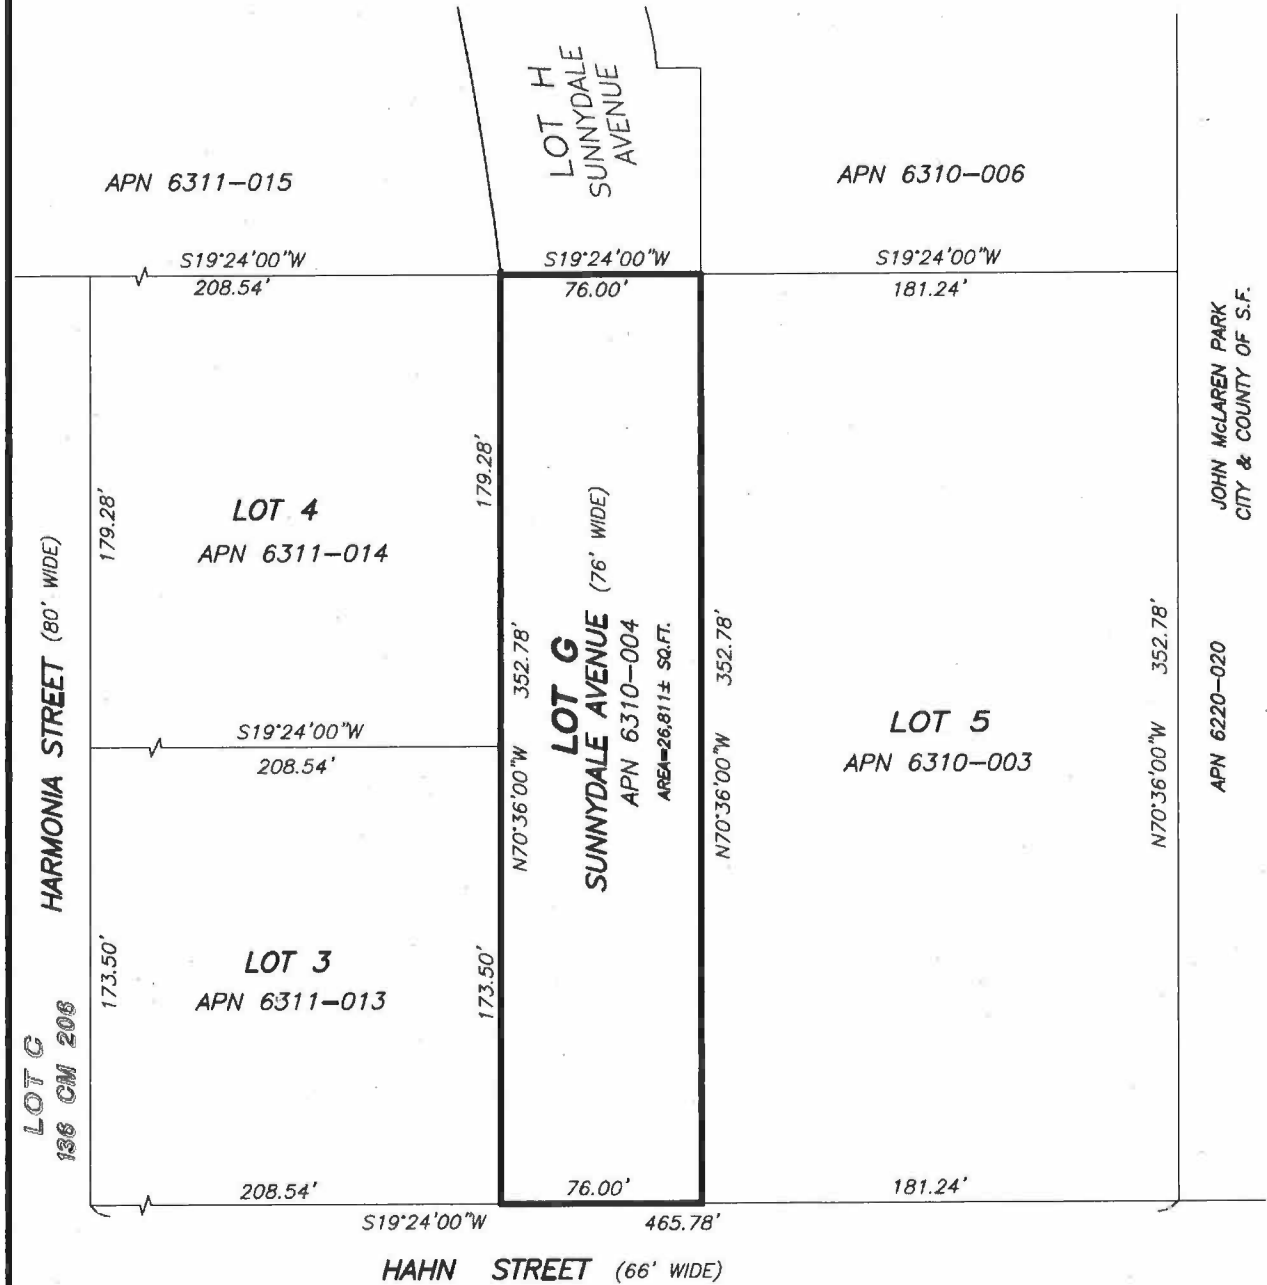 LOT H
SUNNYDALE
AVENUE
APN 6311-015
APN 6310-006
S19°24'00"W
208.54'
S19°24'00"W
76.00'
S19°24'00"W
181.24'
JOHN McLAREN PARK
CITY & COUNTY OF S.F.
APN 6220-020
179.28'
LOT 4
APN 6311-014
179.28'
HARMONIA STREET (80' WIDE)
S19°24'00"W
208.54'
N70°36'00"W 352.78'
LOT G
SUNNYDALE AVENUE (76' WIDE)
APN 6310-004
AREA=26,811± SQ.FT.
N70°36'00"W 352.78'
LOT 5
APN 6310-003
N70°36'00"W 352.78'
173.50'
LOT 3
APN 6311-013
173.50'
LOT C
136 CM 206
208.54'
76.00'
181.24'
S19°24'00"W 465.78'
HAHN STREET (66' WIDE)